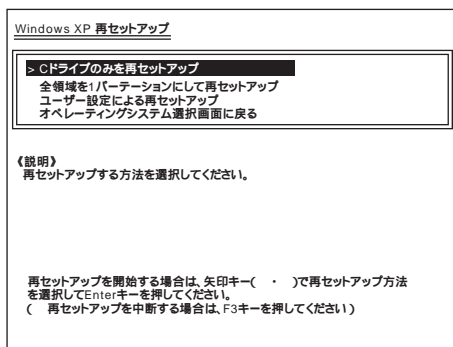 Windows XP 再セットアップ
> Cドライブのみを再セットアップ
全領域を1パーテーションにして再セットアップ
ユーザー設定による再セットアップ
オペレーティングシステム選択画面に戻る
《説明》
再セットアップする方法を選択してください。
再セットアップを開始する場合は、矢印キー(　・　)で再セットアップ方法
を選択してEnterキーを押してください。
(　再セットアップを中断する場合は、F3キーを押してください)